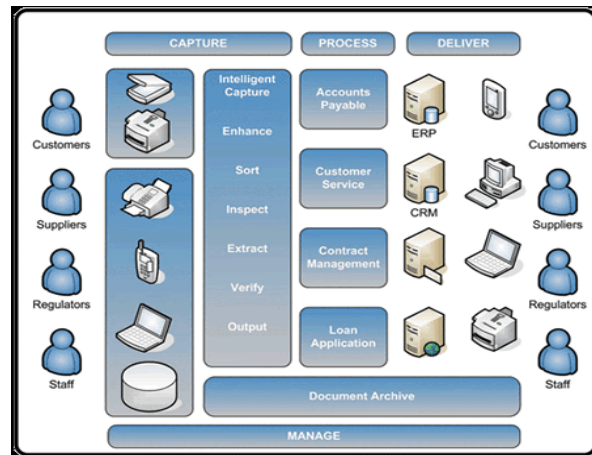 CAPTURE
PROCESS
DELIVER
Customers
Suppliers
Regulators
Staff
Intelligent
Capture
Enhance
Sort
Inspect
Extract
Verify
Output
Accounts
Payable
Customer
Service
Contract
Management
Loan
Application
ERP
CRM
Customers
Suppliers
Regulators
Staff
Document Archive
MANAGE